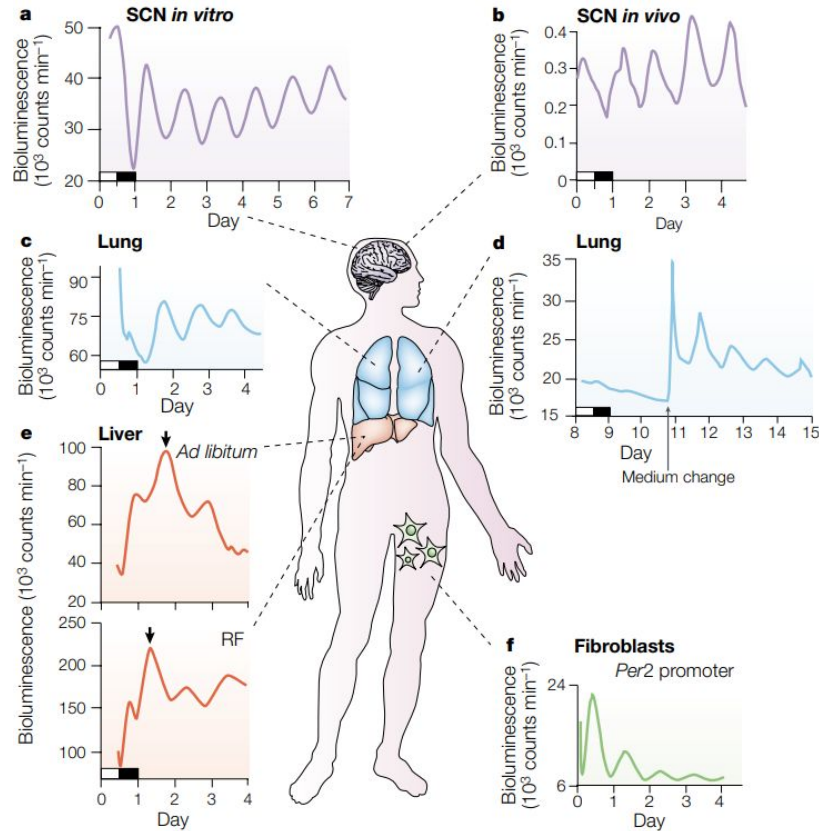 a
SCN in vitro
Bioluminescence
(10³ counts min⁻¹)
50
40
30
20
0 1 2 3 4 5 6 7
Day
b
SCN in vivo
Bioluminescence
(10³ counts min⁻¹)
0.4
0.3
0.2
0.1
0
0 1 2 3 4
Day
c
Lung
Bioluminescence
(10³ counts min⁻¹)
90
75
60
0 1 2 3 4
Day
d
Lung
Bioluminescence
(10³ counts min⁻¹)
35
30
25
20
15
8 9 10 11 12 13 14 15
Day
Medium change
e
Liver
Ad libitum
Bioluminescence (10³ counts min⁻¹)
100
80
60
40
20
RF
250
200
150
100
0 1 2 3 4
Day
f
Fibroblasts
Per2 promoter
Bioluminescence
(10³ counts min⁻¹)
24
6
0 1 2 3 4
Day